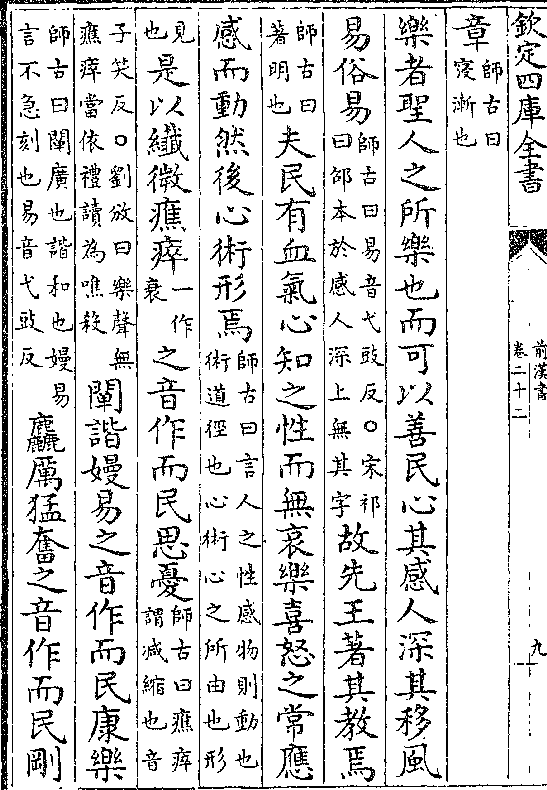 欽定四庫全書
前漢書
卷二十二
九
章師古曰寖漸也
樂者聖人之所樂也而可以善民心其感人深其移風
易俗易師古曰易音弋豉反○宋祁曰邵本於感人深上無其字故先王著其教焉
師古曰著明也夫民有血氣心知之性而無哀樂喜怒之常應
感而動然後心術形焉師古曰言人之性感物則動也術道徑也心術心之所由也形
見也是以纖微癄瘁一作衰之音作而民思憂師古曰癄瘁謂減縮也音
子笑反○劉攽曰樂聲無癄瘁當依禮讀為噍殺闡諧嫚易之音作而民康樂
師古曰闡廣也諧和也嫚易言不急刻也易音弋豉反麤厲猛奮之音作而民剛